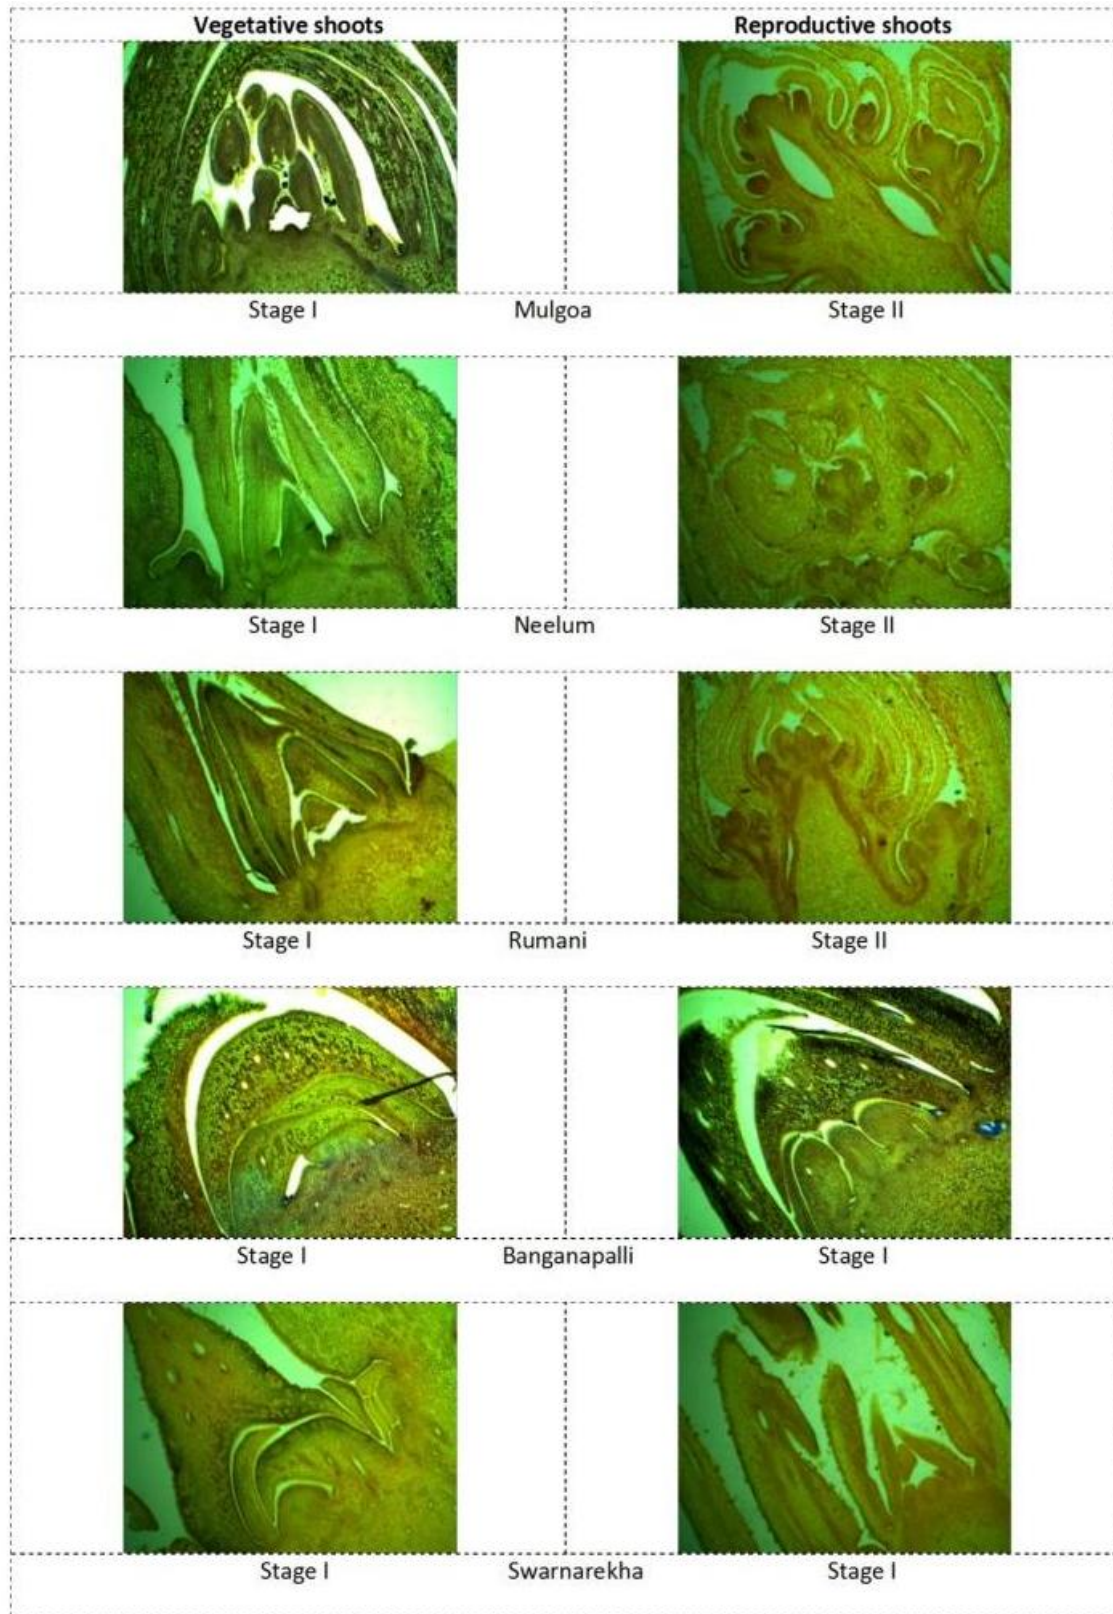 Vegetative shoots Reproductive shoots
Stage I Mulgoa Stage II
Stage I Neelum Stage II
Stage I Rumani Stage II
Stage I Banganapalli Stage I
Stage I Swarnarekha Stage I